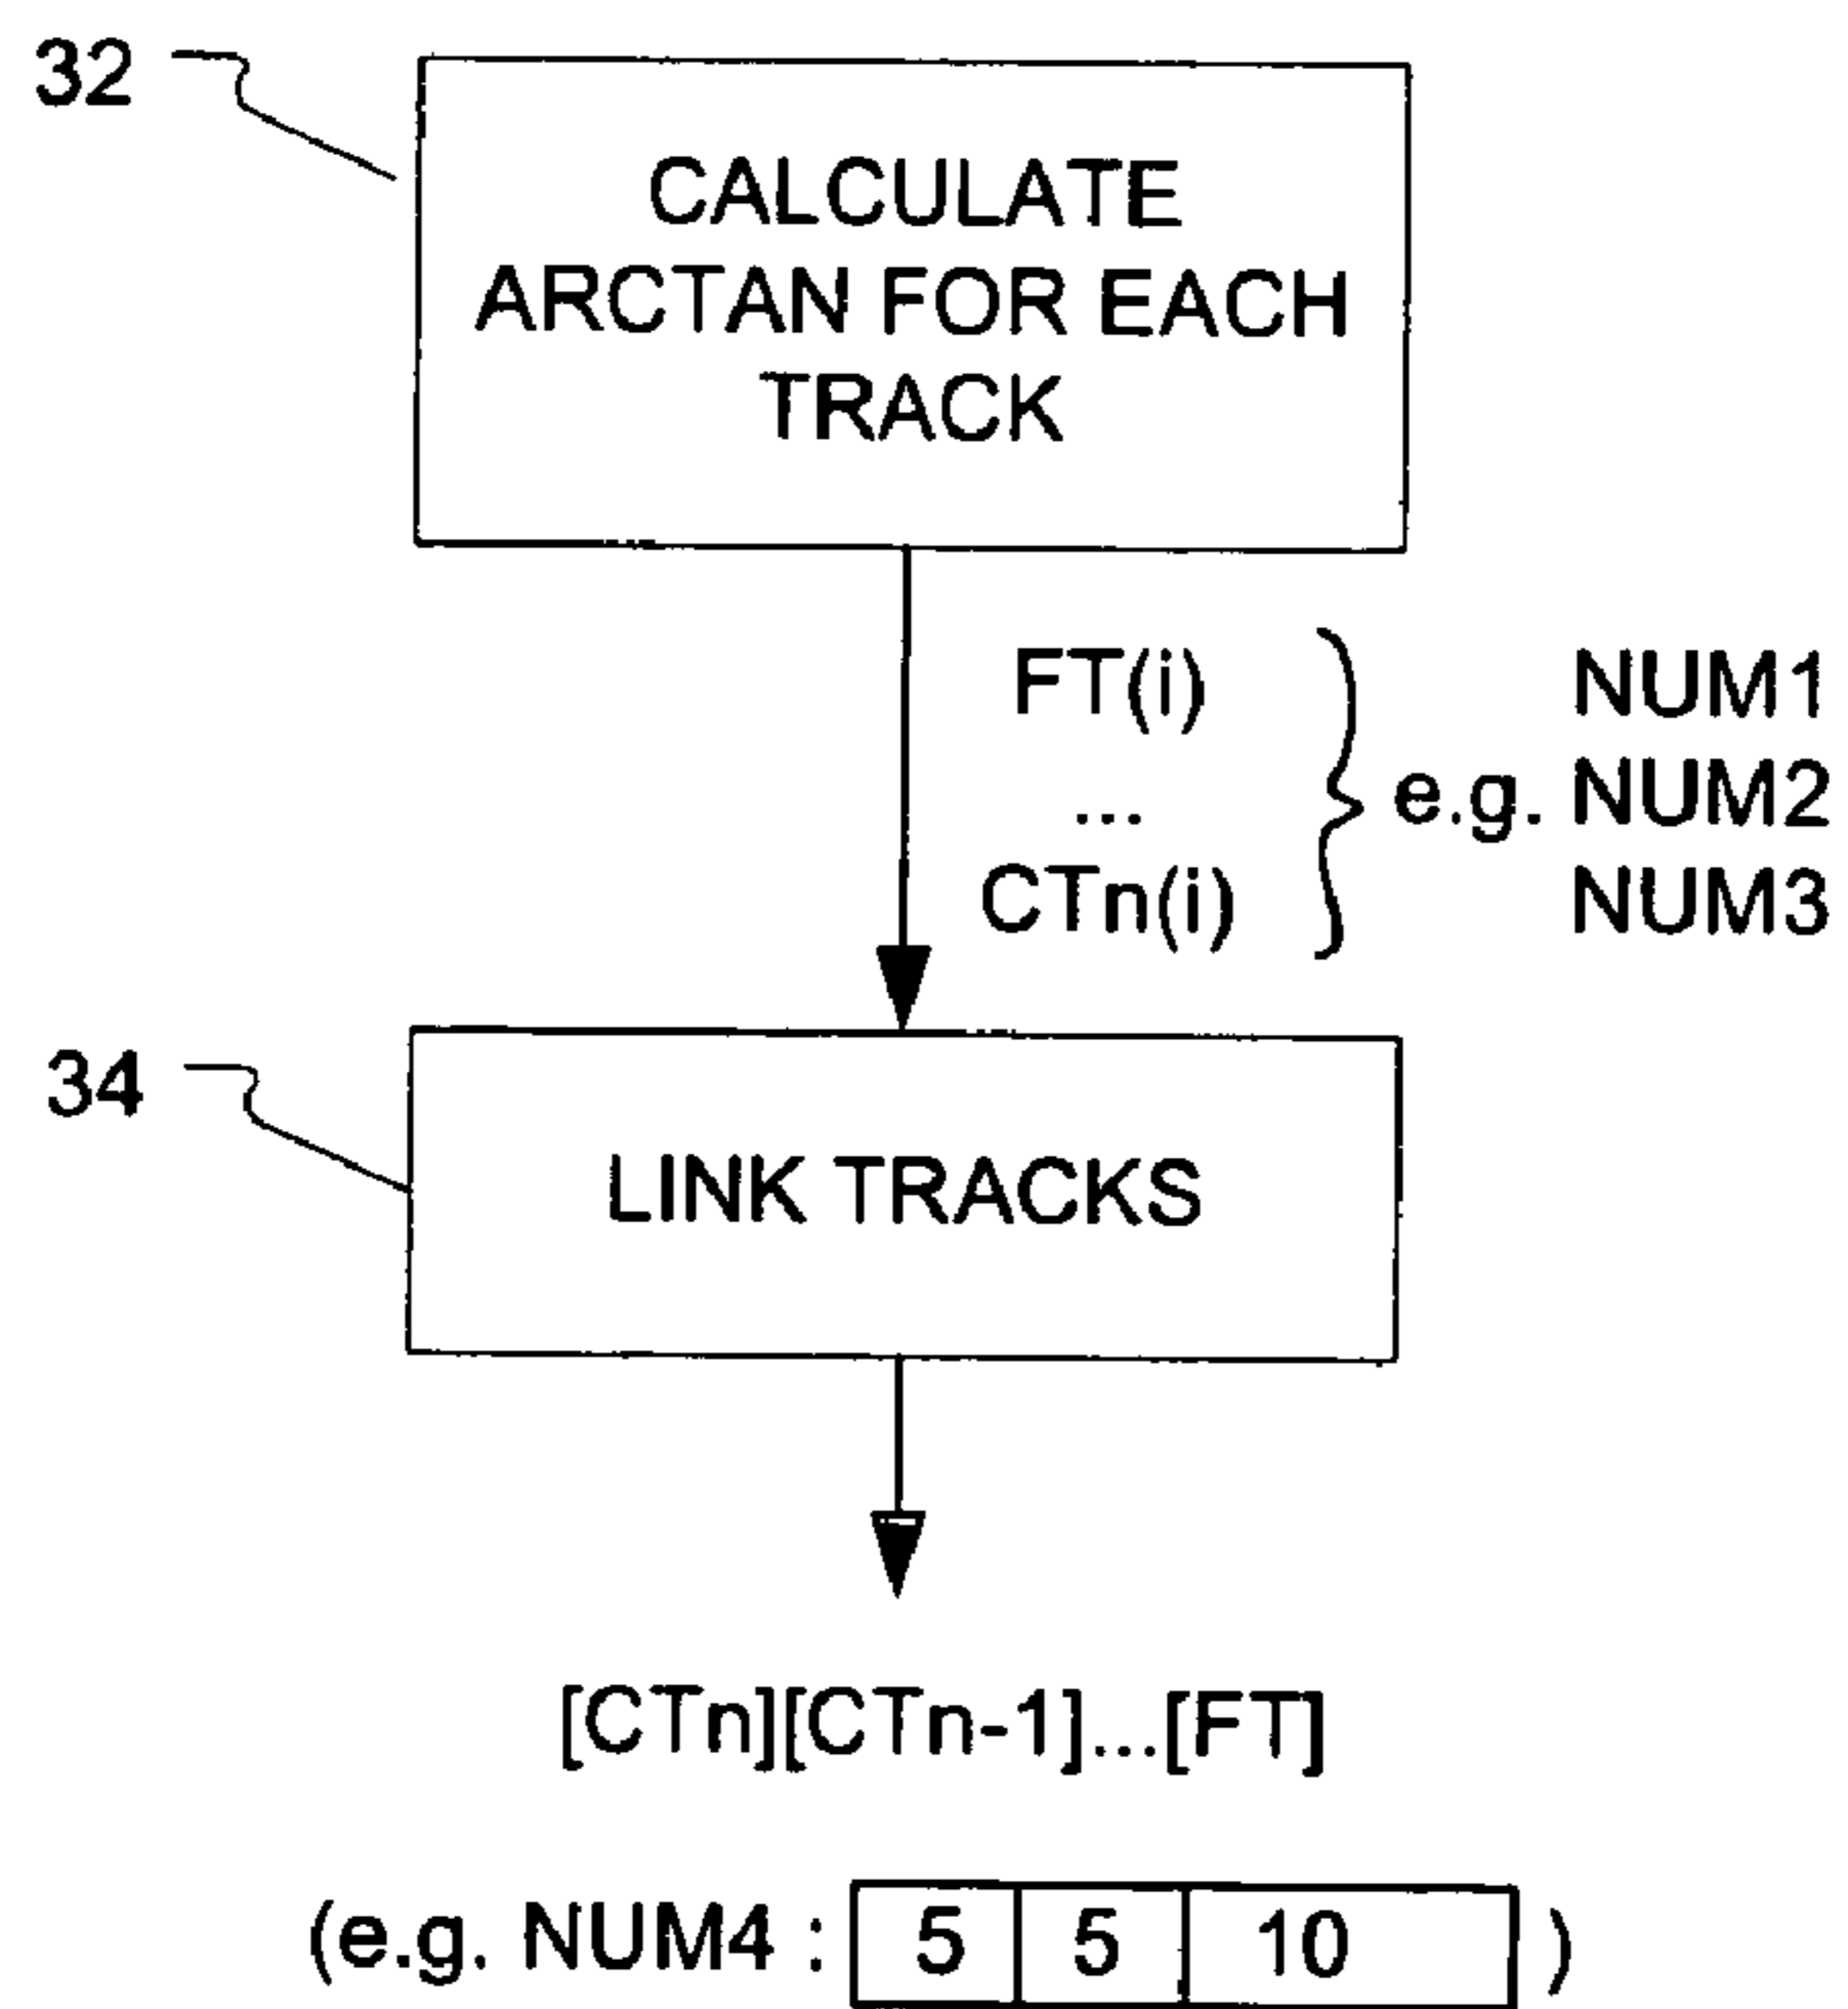 32
CALCULATE
ARCTAN FOR EACH
TRACK
FT(i) NUM1
... e.g. NUM2
CTn(i) NUM3
34
LINK TRACKS
[CTn][CTn-1]...[FT]
(e.g. NUM4 : 5 5 10 )